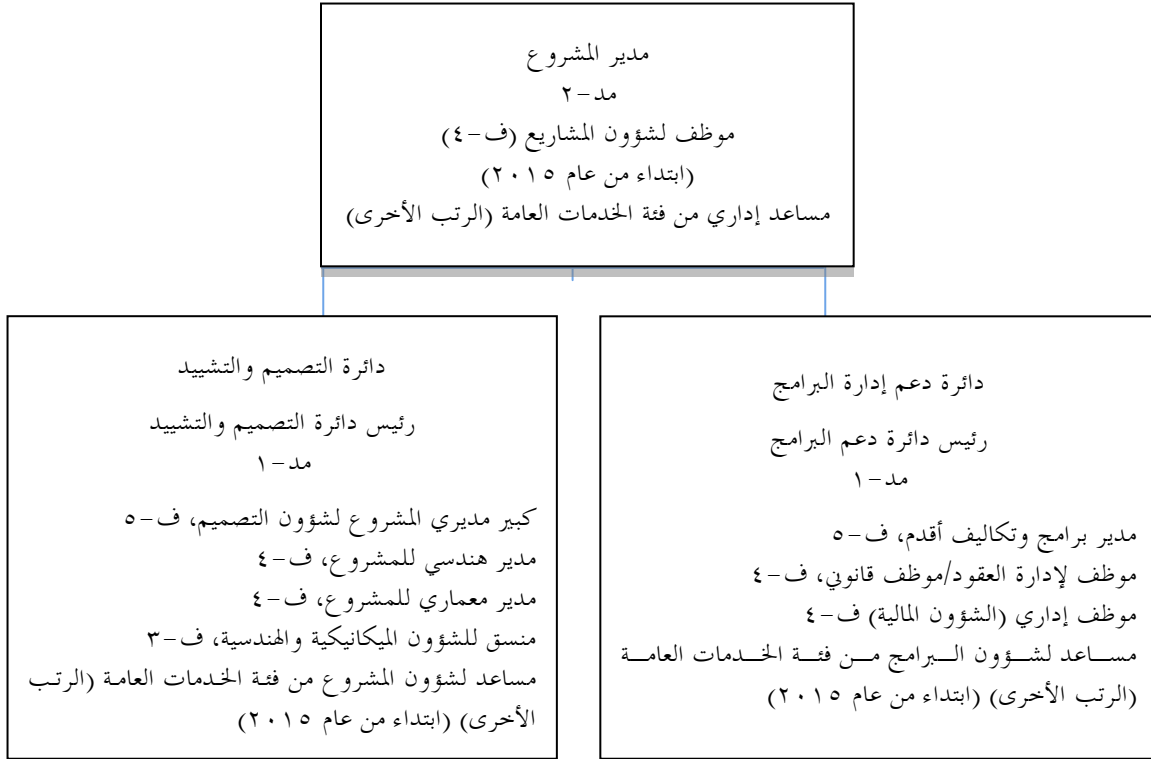 مدير المشروع
مد-٢
موظف لشؤون المشاريع (ف-٤)
(ابتداء من عام ٢٠١٥)
مساعد إداري من فئة الخدمات العامة (الرتب الأخرى)
دائرة دعم إدارة البرامج
رئيس دائرة دعم البرامج
مد-١
مدير برامج وتكاليف أقدم، ف-٥
موظف لإدارة العقود/موظف قانوني، ف-٤
موظف إداري (الشؤون المالية) ف-٤
مساعد لشؤون البرامج من فئة الخدمات العامة
(الرتب الأخرى) (ابتداء من عام ٢٠١٥)
دائرة التصميم والتشييد
رئيس دائرة التصميم والتشييد
مد-١
كبير مديري المشروع لشؤون التصميم، ف-٥
مدير هندسي للمشروع، ف-٤
مدير معماري للمشروع، ف-٤
منسق للشؤون الميكانيكية والهندسية، ف-٣
مساعد لشؤون المشروع من فئة الخدمات العامة (الرتب
الأخرى) (ابتداء من عام ٢٠١٥)